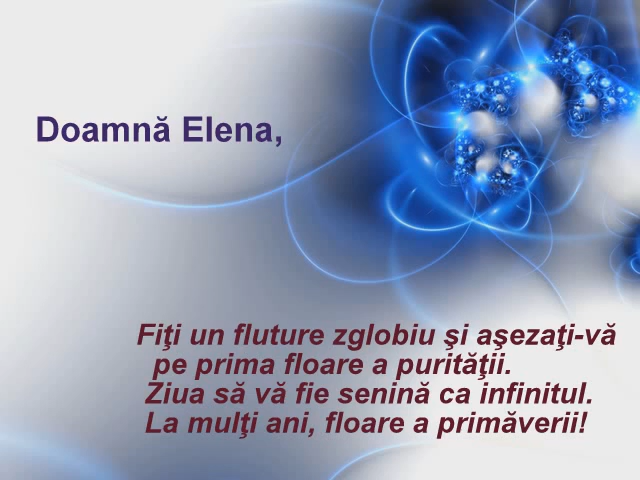 Doamnă Elena,
Fiţi un fluture zglobiu şi aşezaţi-vă
pe prima floare a purităţii.
Ziua să vă fie senină ca infinitul.
La mulţi ani, floare a primăverii!